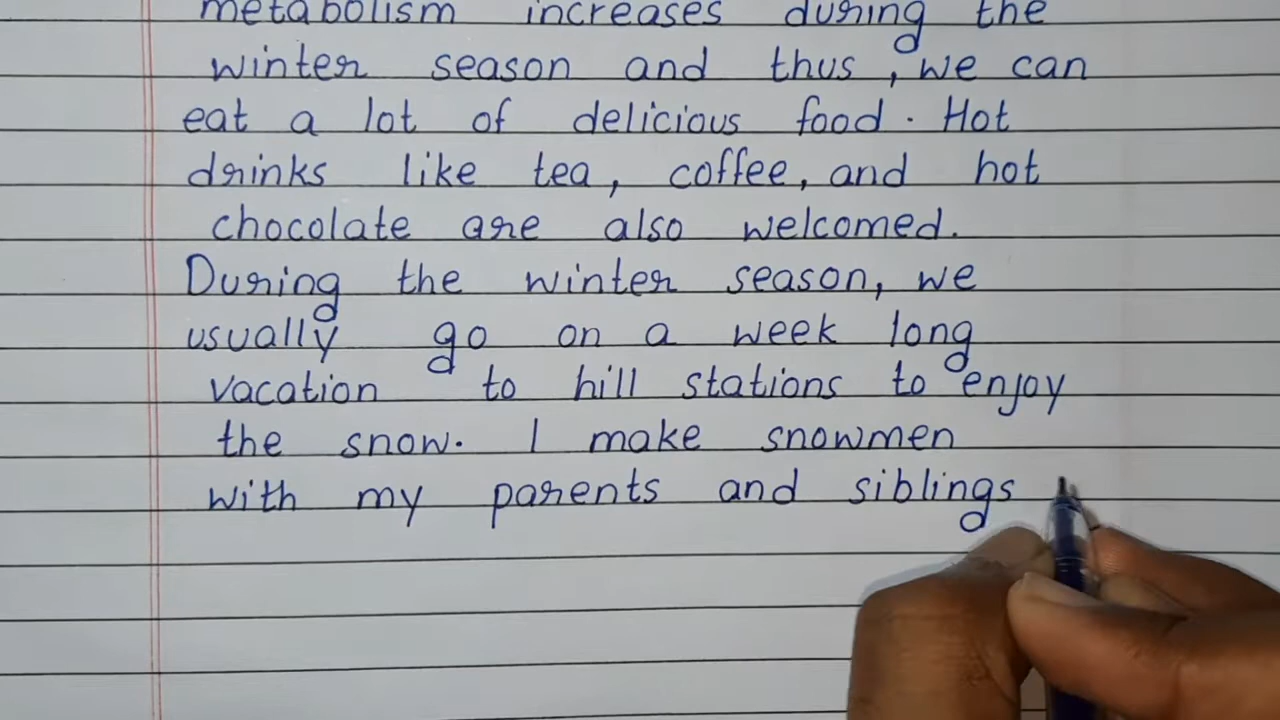 metabolism increases during the
winter season and thus, we can
eat a lot of delicious food. Hot
drinks like tea, coffee, and hot
chocolate are also welcomed.
During the winter season, we
usually go on a week long
vacation to hill stations to enjoy
the snow. I make snowmen
with my parents and siblings